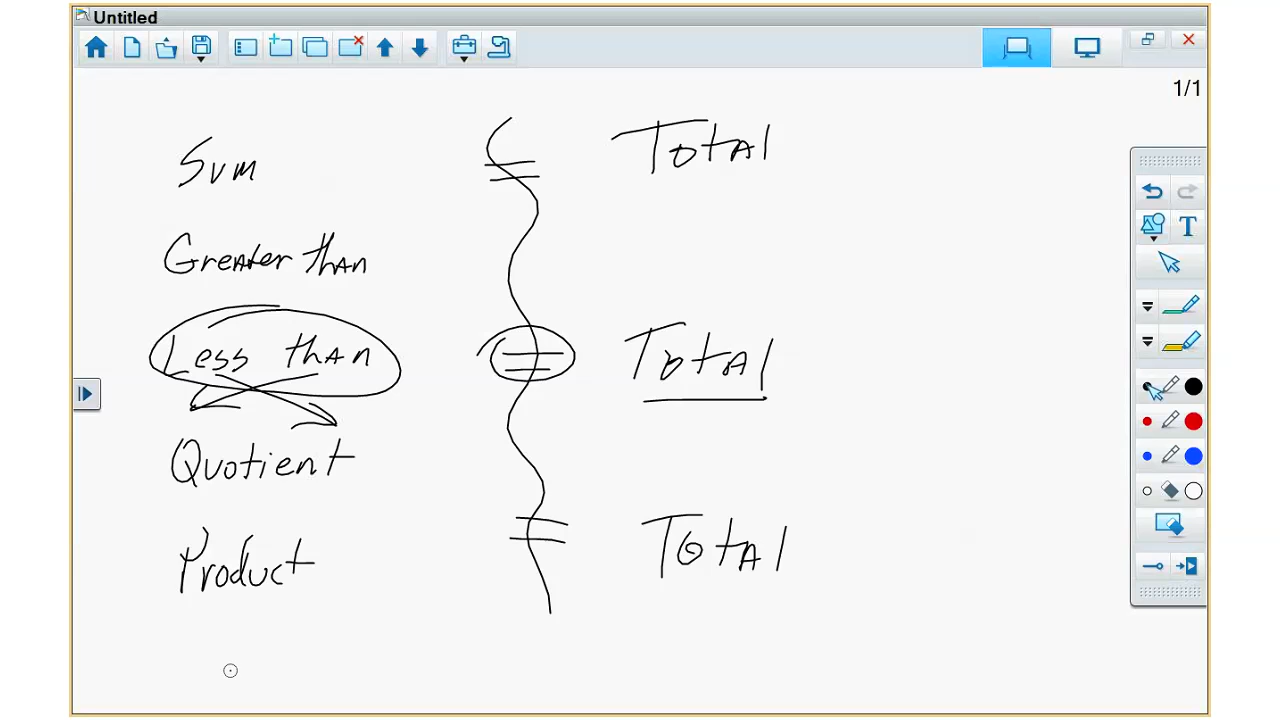 Untitled
1/1
Sum
Total
Greater than
Less than
=
Total
Quotient
Product
=
Total